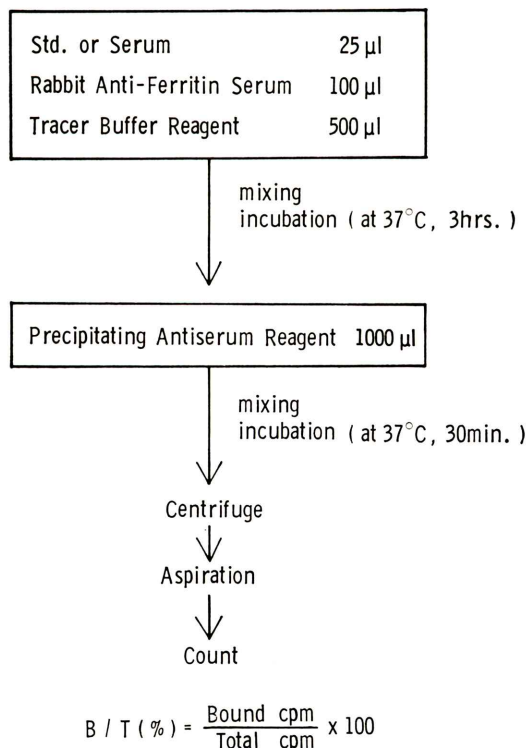 Std. or Serum 25 µl
Rabbit Anti-Ferritin Serum 100 µl
Tracer Buffer Reagent 500 µl
mixing
incubation ( at 37°C, 3hrs. )
Precipitating Antiserum Reagent 1000 µl
mixing
incubation ( at 37°C, 30min. )
Centrifuge
Aspiration
Count
B / T ( % ) = Bound cpm / Total cpm x 100